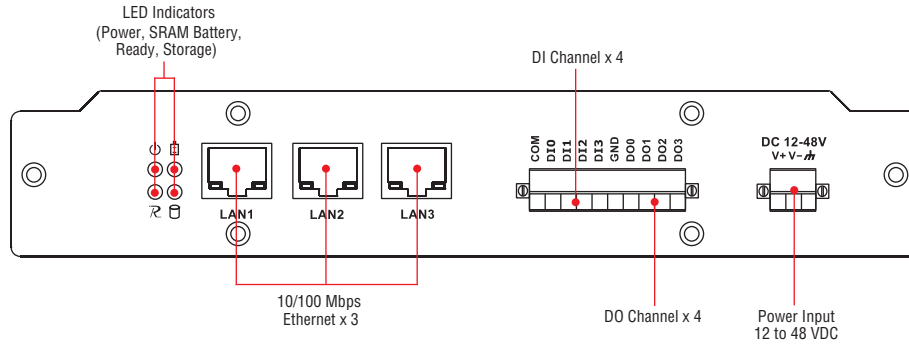 LED Indicators
(Power, SRAM Battery,
Ready, Storage)
DI Channel x 4
COM
DI0
DI1
DI2
DI3
GND
DO0
DO1
DO2
DO3
DC 12-48V
V+ V-
LAN1
LAN2
LAN3
10/100 Mbps
Ethernet x 3
DO Channel x 4
Power Input
12 to 48 VDC